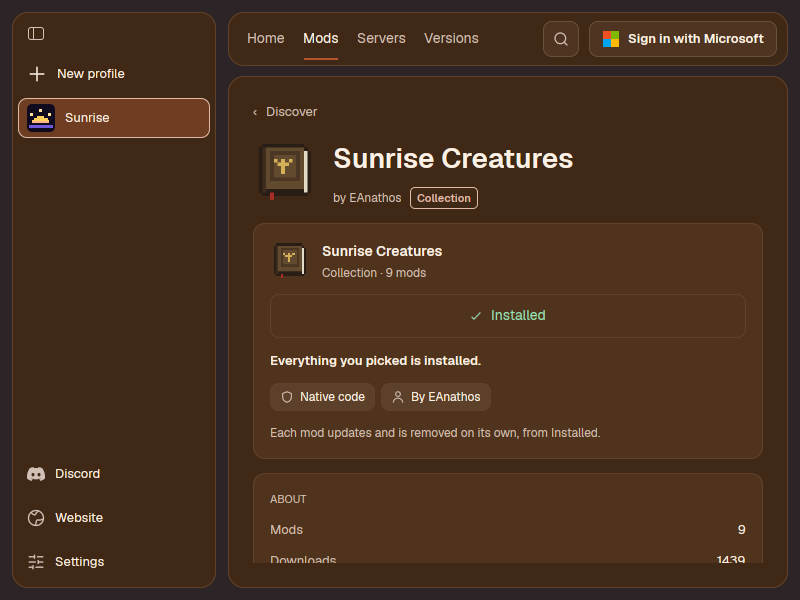 New profile
Sunrise
Discord
Website
Settings
Home Mods Servers Versions
Sign in with Microsoft
‹ Discover
Sunrise Creatures
by EAnathos Collection
Sunrise Creatures
Collection · 9 mods
Installed
Everything you picked is installed.
Native code By EAnathos
Each mod updates and is removed on its own, from Installed.
ABOUT
Mods 9
Downloads 1439